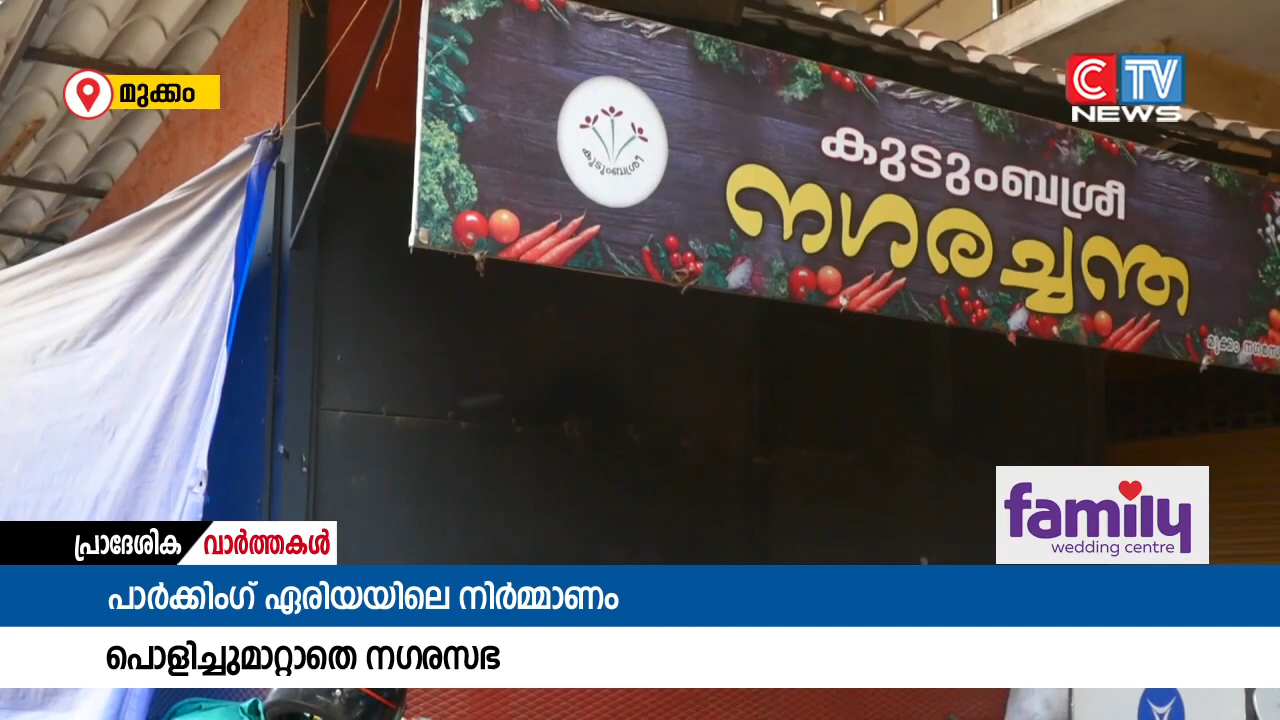 മുക്കം
CTV
NEWS
കുടുംബശ്രീ
കുടുംബശ്രീ
നഗരച്ചന്ത
മുക്കം
family
wedding centre
പ്രാദേശിക വാർത്തകൾ
പാർക്കിംഗ് ഏരിയയിലെ നിർമ്മാണം
പൊളിച്ചുമാറ്റാതെ നഗരസഭ